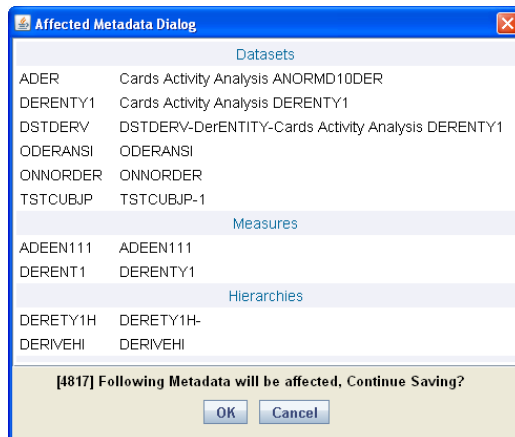 Affected Metadata Dialog
Datasets
ADER Cards Activity Analysis ANORMD10DER
DERENTY1 Cards Activity Analysis DERENTY1
DSTDERV DSTDERV-DerENTITY-Cards Activity Analysis DERENTY1
ODERANSI ODERANSI
ONNORDER ONNORDER
TSTCUBJP TSTCUBJP-1
Measures
ADEEN111 ADEEN111
DERENT1 DERENTY1
Hierarchies
DERETY1H DERETY1H-
DERIVEHI DERIVEHI
[4817] Following Metadata will be affected, Continue Saving?
OK Cancel